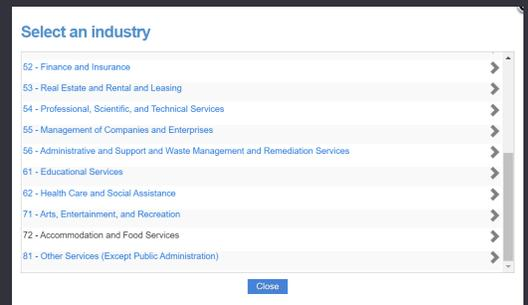 Select an industry
52 - Finance and Insurance
53 - Real Estate and Rental and Leasing
54 - Professional, Scientific, and Technical Services
55 - Management of Companies and Enterprises
56 - Administrative and Support and Waste Management and Remediation Services
61 - Educational Services
62 - Health Care and Social Assistance
71 - Arts, Entertainment, and Recreation
72 - Accommodation and Food Services
81 - Other Services (Except Public Administration)
Close